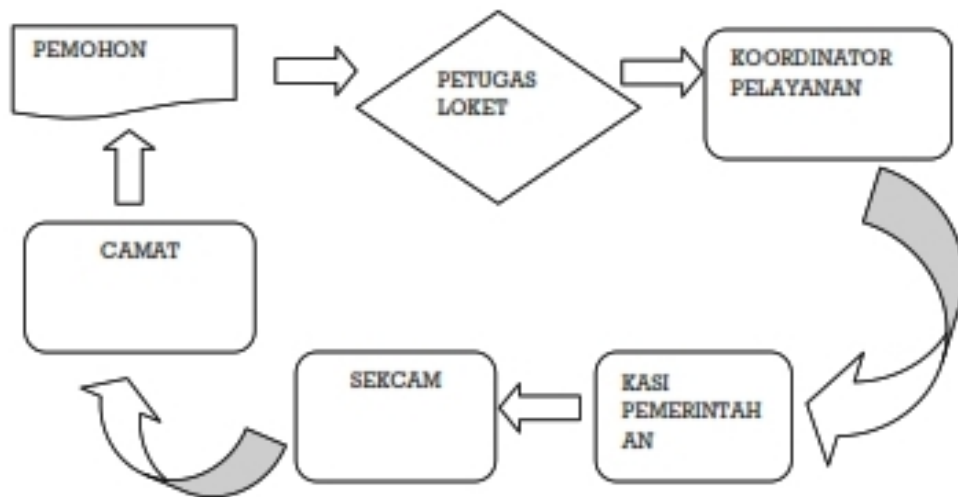 PEMOHON
PETUGAS
LOKET
KOORDINATOR
PELAYANAN
CAMAT
SEKCAM
KASI
PEMERINTAH
AN